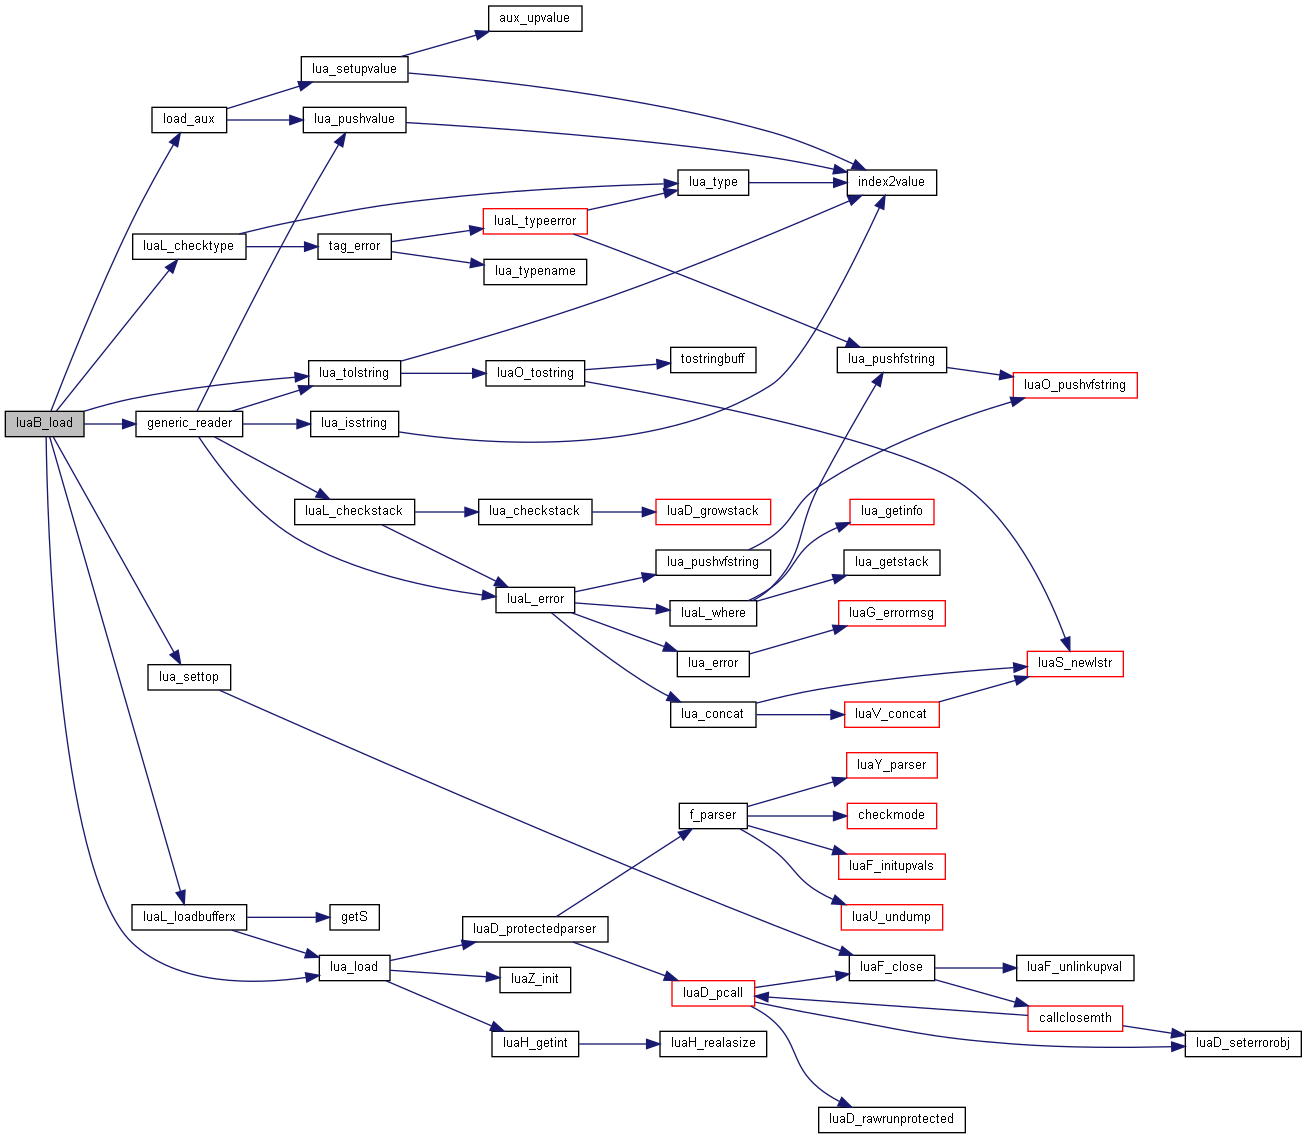 aux_upvalue
lua_setupvalue
load_aux
lua_pushvalue
lua_type
index2value
luaL_typeerror
luaL_checktype
tag_error
lua_typename
tostringbuff
lua_pushfstring
lua_tolstring
luaO_tostring
luaO_pushvfstring
luaB_load
generic_reader
lua_isstring
luaL_checkstack
lua_checkstack
luaD_growstack
lua_getinfo
lua_pushvfstring
lua_getstack
luaL_error
luaL_where
luaG_errormsg
lua_error
luaS_newlstr
lua_settop
lua_concat
luaV_concat
luaY_parser
f_parser
checkmode
luaF_initupvals
luaL_loadbufferx
getS
luaU_undump
luaD_protectedparser
lua_load
luaF_close
luaF_unlinkupval
luaZ_init
luaD_pcall
callclosemth
luaH_getint
luaH_realasize
luaD_seterrorobj
luaD_rawrunprotected